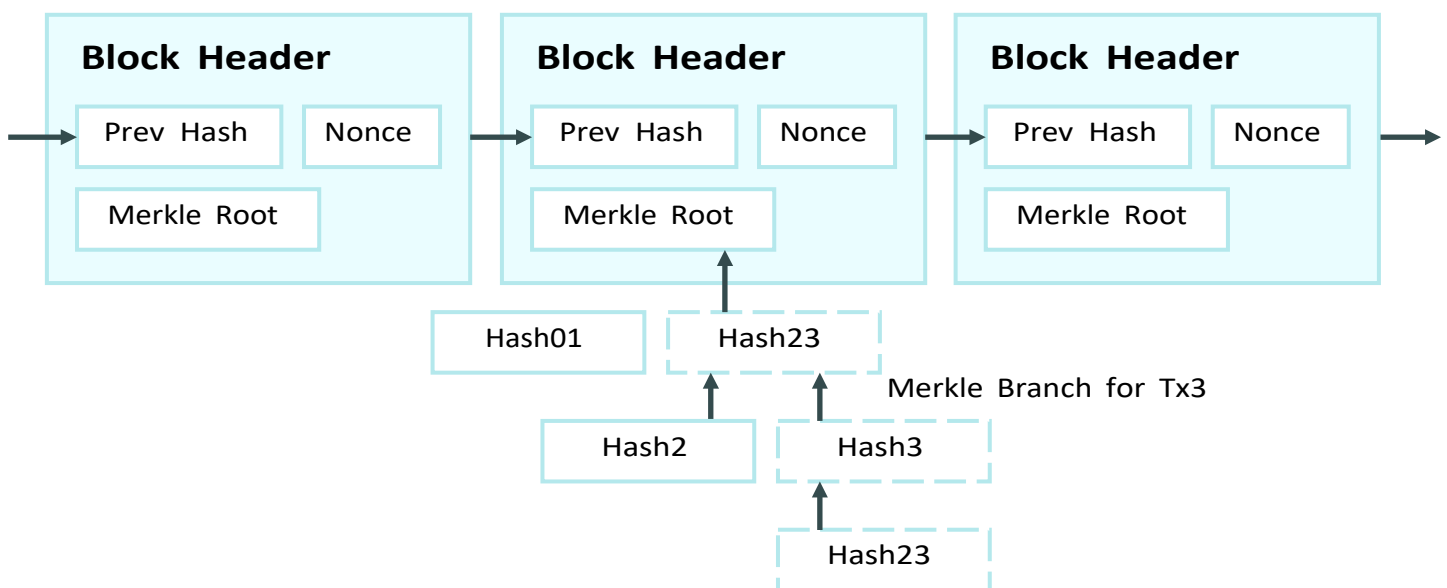 Block Header Block Header Block Header
Prev Hash Nonce Prev Hash Nonce Prev Hash Nonce
Merkle Root Merkle Root Merkle Root
Hash01 Hash23
Merkle Branch for Tx3
Hash2 Hash3
Hash23